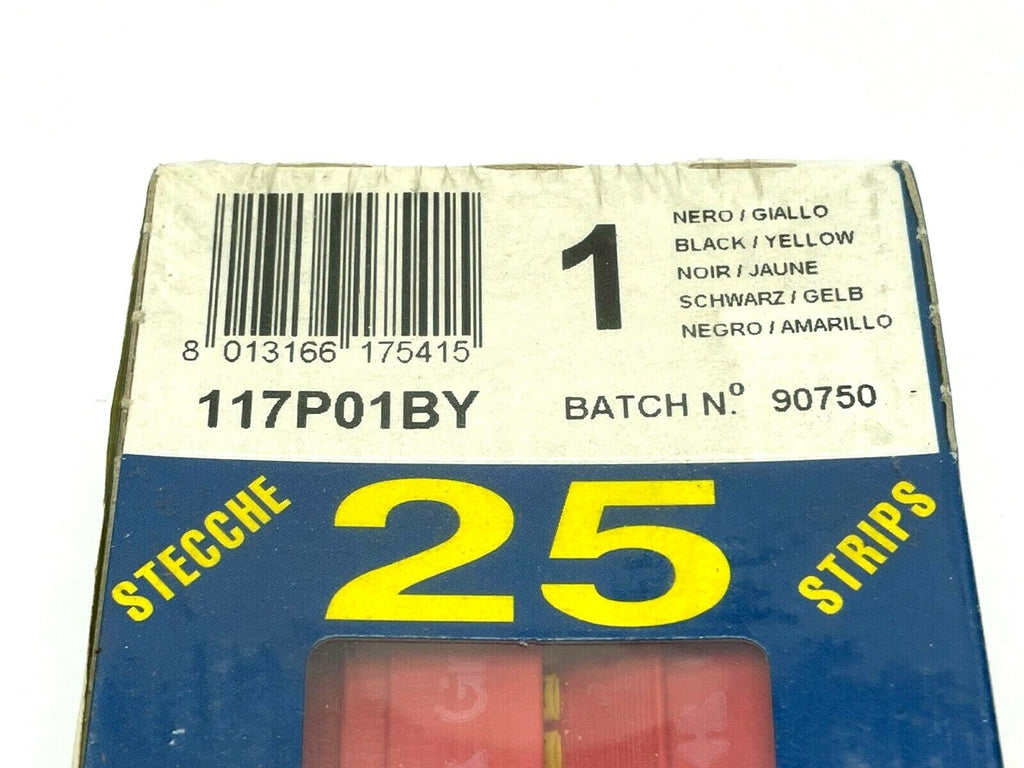 8 013166 175415
117P01BY
1
NERO / GIALLO
BLACK / YELLOW
NOIR / JAUNE
SCHWARZ / GELB
NEGRO / AMARILLO
BATCH N.º 90750
STECCHE
25
STRIPS